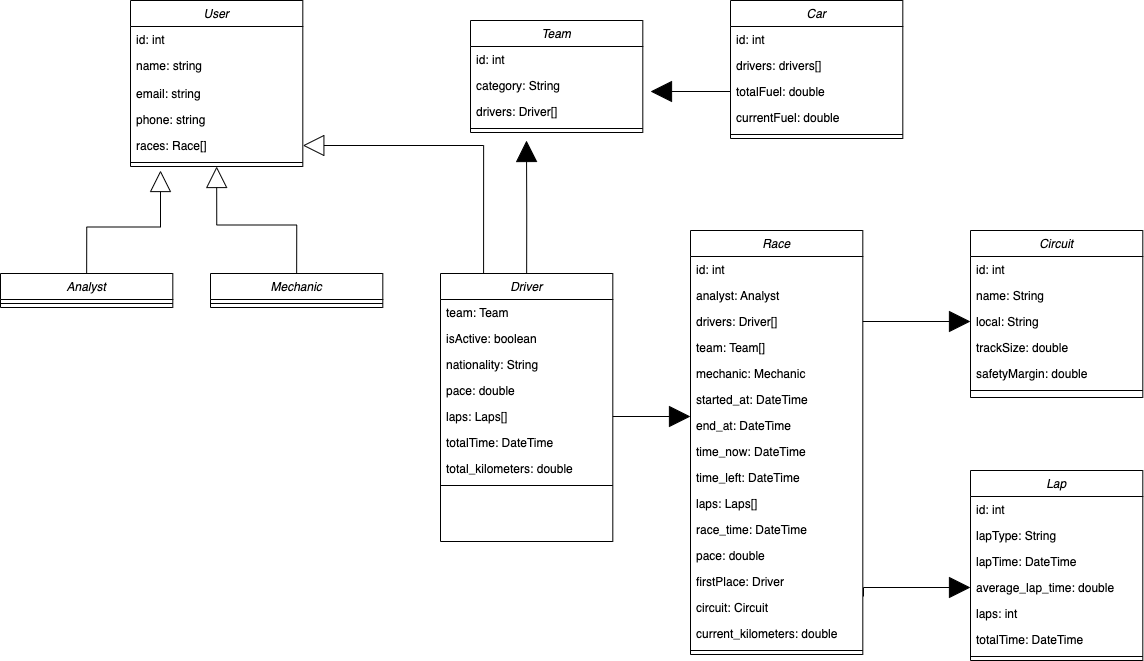 User
id: int
name: string
email: string
phone: string
races: Race[]
Team
id: int
category: String
drivers: Driver[]
Car
id: int
drivers: drivers[]
totalFuel: double
currentFuel: double
Analyst
Mechanic
Driver
team: Team
isActive: boolean
nationality: String
pace: double
laps: Laps[]
totalTime: DateTime
total_kilometers: double
Race
id: int
analyst: Analyst
drivers: Driver[]
team: Team[]
mechanic: Mechanic
started_at: DateTime
end_at: DateTime
time_now: DateTime
time_left: DateTime
laps: Laps[]
race_time: DateTime
pace: double
firstPlace: Driver
circuit: Circuit
current_kilometers: double
Circuit
id: int
name: String
local: String
trackSize: double
safetyMargin: double
Lap
id: int
lapType: String
lapTime: DateTime
average_lap_time: double
laps: int
totalTime: DateTime